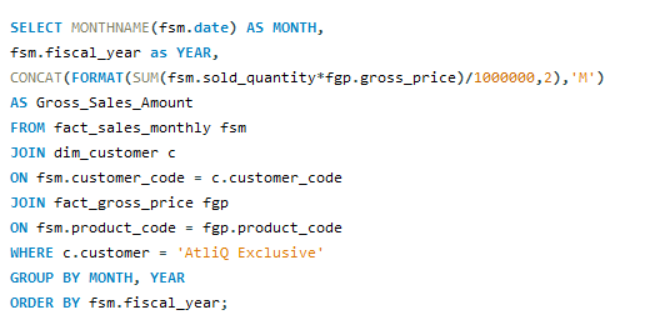 SELECT MONTHNAME(fsm.date) AS MONTH,
fsm.fiscal_year as YEAR,
CONCAT(FORMAT(SUM(fsm.sold_quantity*fgp.gross_price)/1000000,2),'M')
AS Gross_Sales_Amount
FROM fact_sales_monthly fsm
JOIN dim_customer c
ON fsm.customer_code = c.customer_code
JOIN fact_gross_price fgp
ON fsm.product_code = fgp.product_code
WHERE c.customer = 'AtliQ Exclusive'
GROUP BY MONTH, YEAR
ORDER BY fsm.fiscal_year;